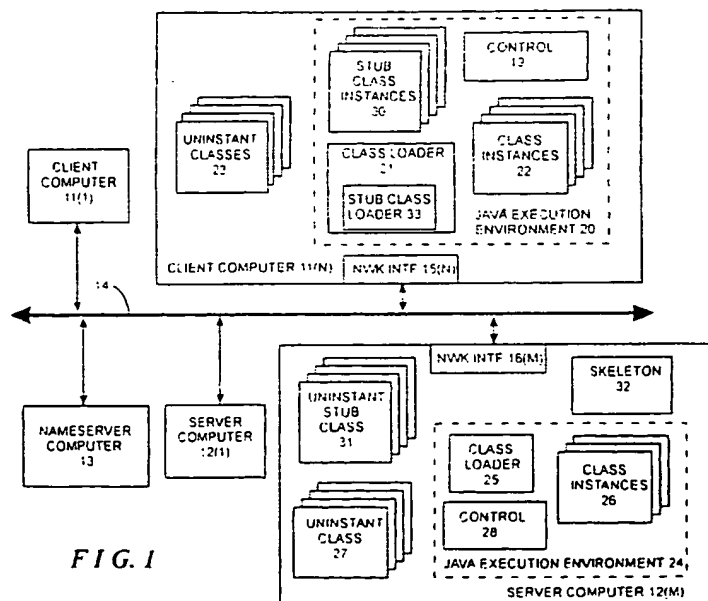 STUB
CLASS
INSTANCES
30
CONTROL
19
UNINSTANT
CLASSES
23
CLASS LOADER
21
STUB CLASS
LOADER 33
CLASS
INSTANCES
22
JAVA EXECUTION
ENVIRONMENT 20
CLIENT
COMPUTER
11(1)
CLIENT COMPUTER 11(N)
NWK INTF 15(N)
14
NWK INTF 16(M)
NAMESERVER
COMPUTER
13
SERVER
COMPUTER
12(1)
UNINSTANT
STUB
CLASS
31
SKELETON
32
CLASS
LOADER
25
CLASS
INSTANCES
26
UNINSTANT
CLASS
27
CONTROL
28
JAVA EXECUTION ENVIRONMENT 24
FIG. 1
SERVER COMPUTER 12(M)